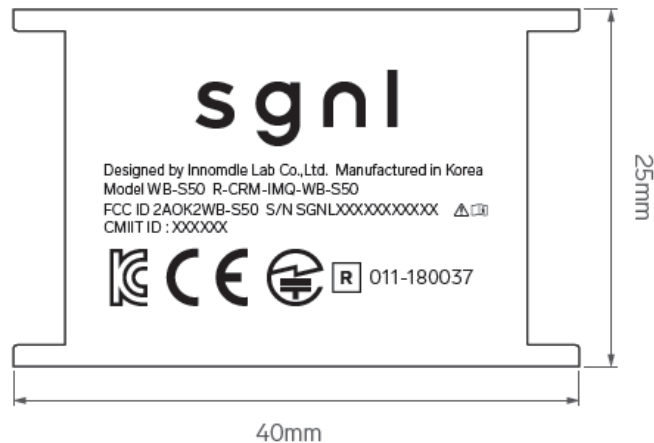 sgnl
Designed by Innomdle Lab Co.,Ltd. Manufactured in Korea
Model WB-S50 R-CRM-IMQ-WB-S50
FCC ID 2AOK2WB-S50 S/N SGNLXXXXXXXXXXX
CMIIT ID : XXXXXX
CE R 011-180037
25mm
40mm